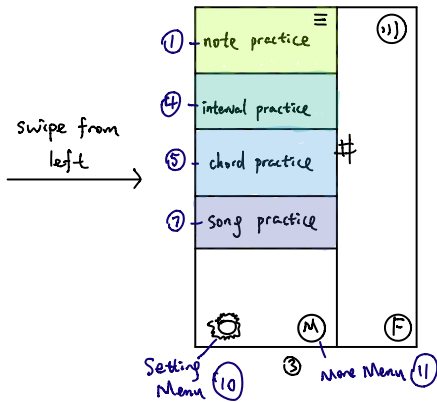 ① note practice
④ interval practice
swipe from
left
#
⑤ chord practice
⑦ song practice
M
F
Setting
Menu ⑩
③
More Menu ⑪